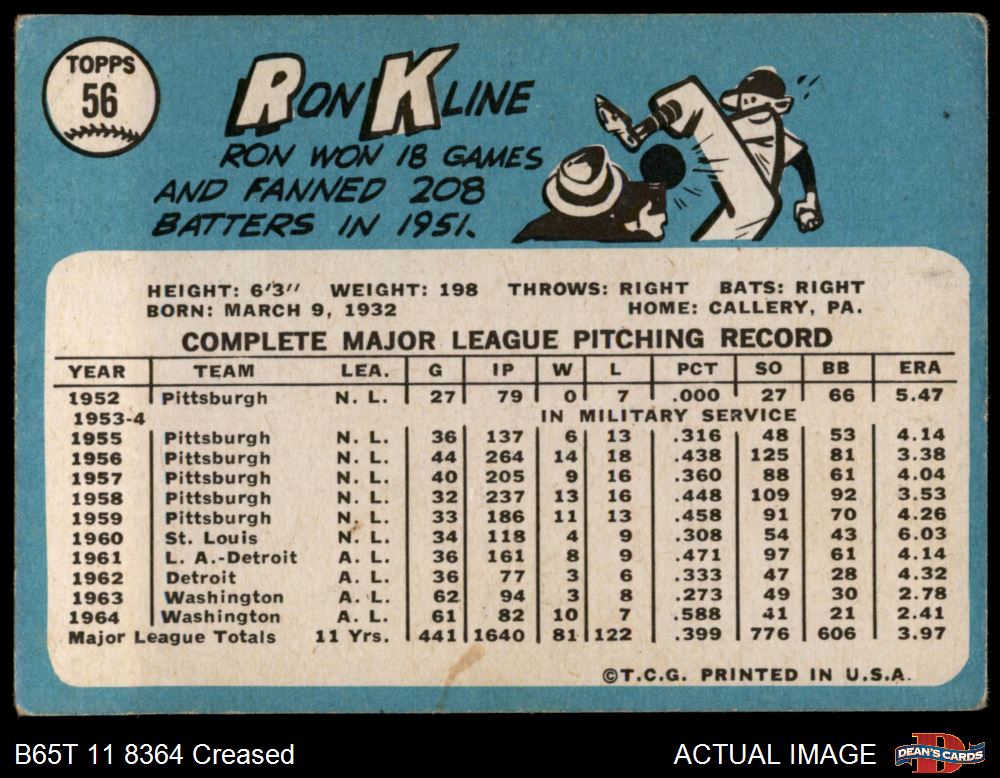 TOPPS
56
RON KLINE
RON WON 18 GAMES
AND FANNED 208
BATTERS IN 1951.
HEIGHT: 6'3" WEIGHT: 198 THROWS: RIGHT BATS: RIGHT
BORN: MARCH 9, 1932 HOME: CALLERY, PA.
COMPLETE MAJOR LEAGUE PITCHING RECORD
YEAR TEAM LEA. G IP W L PCT SO BB ERA
1952 Pittsburgh N. L. 27 79 0 7 .000 27 66 5.47
1953-4 IN MILITARY SERVICE
1955 Pittsburgh N. L. 36 137 6 13 .316 48 53 4.14
1956 Pittsburgh N. L. 44 264 14 18 .438 125 81 3.38
1957 Pittsburgh N. L. 40 205 9 16 .360 88 61 4.04
1958 Pittsburgh N. L. 32 237 13 16 .448 109 92 3.53
1959 Pittsburgh N. L. 33 186 11 13 .458 91 70 4.26
1960 St. Louis N. L. 34 118 4 9 .308 54 43 6.03
1961 L. A.-Detroit A. L. 36 161 8 9 .471 97 61 4.14
1962 Detroit A. L. 36 77 3 6 .333 47 28 4.32
1963 Washington A. L. 62 94 3 8 .273 49 30 2.78
1964 Washington A. L. 61 82 10 7 .588 41 21 2.41
Major League Totals 11 Yrs. 441 1640 81 122 .399 776 606 3.97
©T.C.G. PRINTED IN U.S.A.
B65T 11 8364 Creased
ACTUAL IMAGE
DEAN'S CARDS